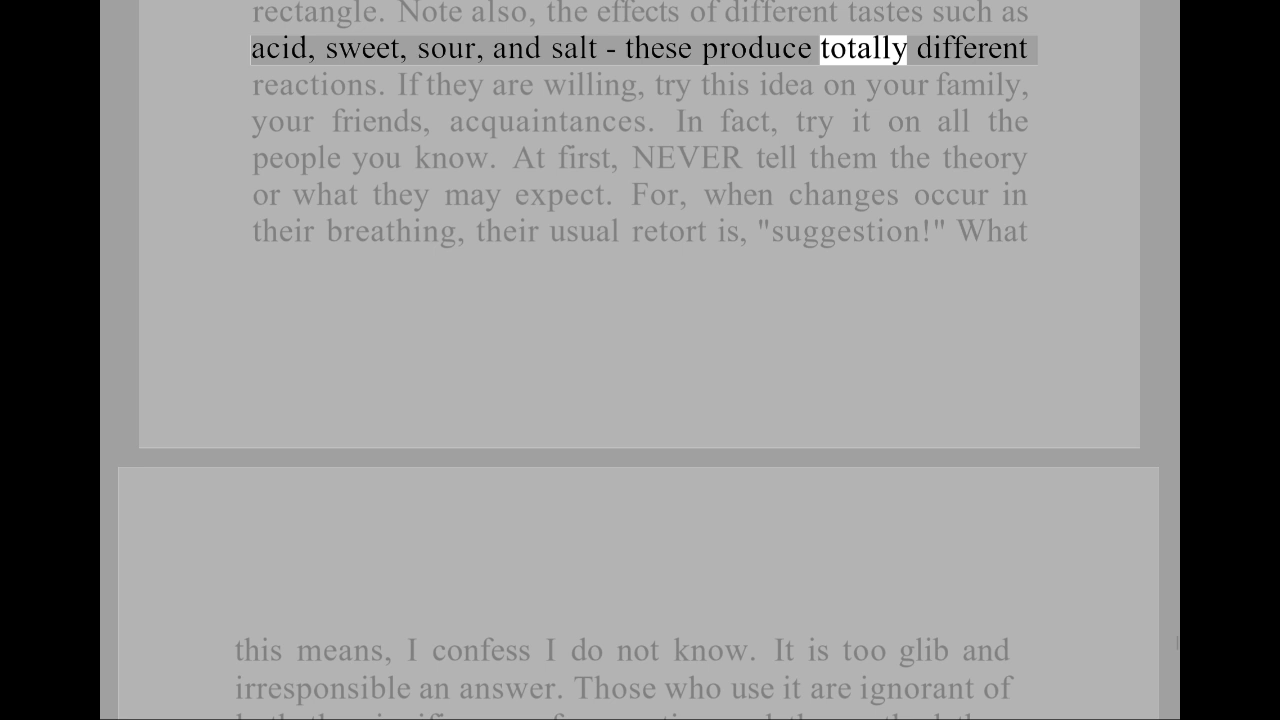 rectangle. Note also, the effects of different tastes such as
acid, sweet, sour, and salt - these produce totally different
reactions. If they are willing, try this idea on your family,
your friends, acquaintances. In fact, try it on all the
people you know. At first, NEVER tell them the theory
or what they may expect. For, when changes occur in
their breathing, their usual retort is, "suggestion!" What
this means, I confess I do not know. It is too glib and
irresponsible an answer. Those who use it are ignorant of